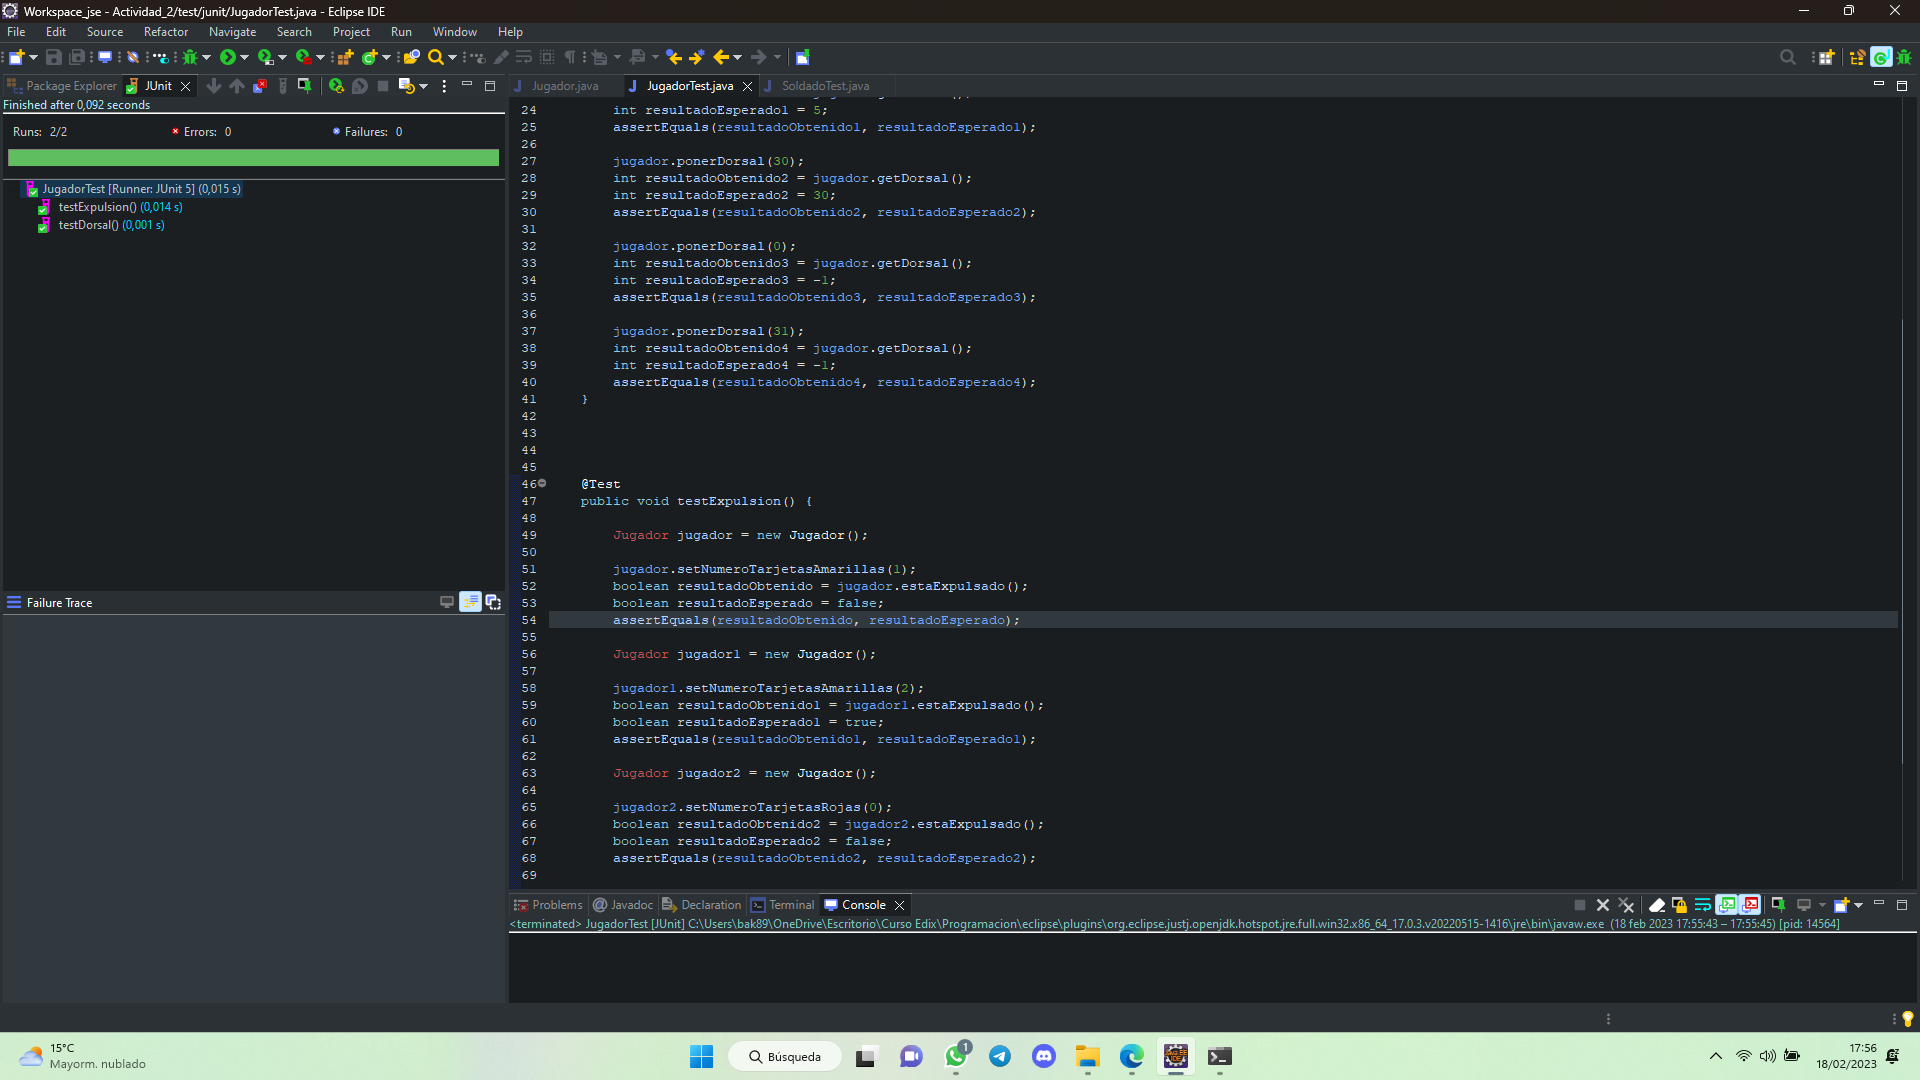 Workspace_jse - Actividad_2/test/junit/JugadorTest.java - Eclipse IDE
File Edit Source Refactor Navigate Search Project Run Window Help
Package Explorer JUnit
Finished after 0,092 seconds
Runs: 2/2 Errors: 0 Failures: 0
JugadorTest [Runner: JUnit 5] (0,015 s)
testExpulsion() (0,014 s)
testDorsal() (0,001 s)
Failure Trace
Jugador.java JugadorTest.java SoldadoTest.java
24 int resultadoEsperado1 = 5;
25 assertEquals(resultadoObtenido1, resultadoEsperado1);
26
27 jugador.ponerDorsal(30);
28 int resultadoObtenido2 = jugador.getDorsal();
29 int resultadoEsperado2 = 30;
30 assertEquals(resultadoObtenido2, resultadoEsperado2);
31
32 jugador.ponerDorsal(0);
33 int resultadoObtenido3 = jugador.getDorsal();
34 int resultadoEsperado3 = -1;
35 assertEquals(resultadoObtenido3, resultadoEsperado3);
36
37 jugador.ponerDorsal(31);
38 int resultadoObtenido4 = jugador.getDorsal();
39 int resultadoEsperado4 = -1;
40 assertEquals(resultadoObtenido4, resultadoEsperado4);
41 }
42
43
44
45
46 @Test
47 public void testExpulsion() {
48
49 Jugador jugador = new Jugador();
50
51 jugador.setNumeroTarjetasAmarillas(1);
52 boolean resultadoObtenido = jugador.estaExpulsado();
53 boolean resultadoEsperado = false;
54 assertEquals(resultadoObtenido, resultadoEsperado);
55
56 Jugador jugador1 = new Jugador();
57
58 jugador1.setNumeroTarjetasAmarillas(2);
59 boolean resultadoObtenido1 = jugador1.estaExpulsado();
60 boolean resultadoEsperado1 = true;
61 assertEquals(resultadoObtenido1, resultadoEsperado1);
62
63 Jugador jugador2 = new Jugador();
64
65 jugador2.setNumeroTarjetasRojas(0);
66 boolean resultadoObtenido2 = jugador2.estaExpulsado();
67 boolean resultadoEsperado2 = false;
68 assertEquals(resultadoObtenido2, resultadoEsperado2);
69
Problems Javadoc Declaration Terminal Console
<terminated> JugadorTest [JUnit] C:\Users\bak89\OneDrive\Escritorio\Curso Edix\Programacion\eclipse\plugins\org.eclipse.justj.openjdk.hotspot.jre.full.win32.x86_64_17.0.3.v20220515-1416\jre\bin\javaw.exe (18 feb 2023 17:55:43 – 17:55:45) [pid: 14564]
15°C
Mayorm. nublado
Búsqueda
1
17:56
18/02/2023